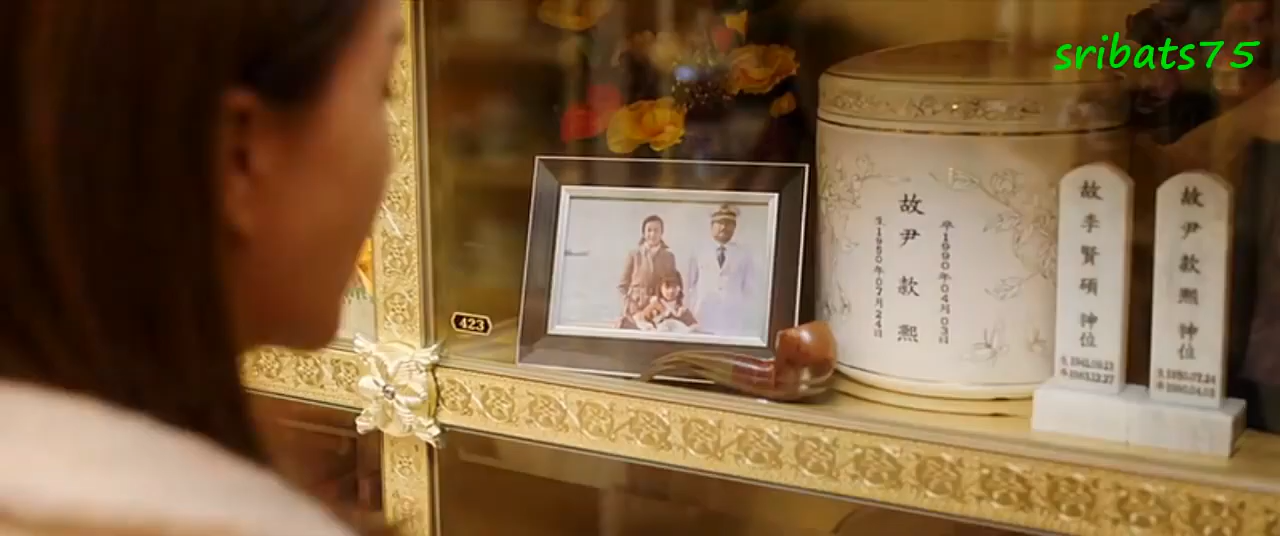 sribats75
423
故尹款熙
生1950年07月24日
卒1990年04月03日
故李賢碩 神位
故尹款熙 神位